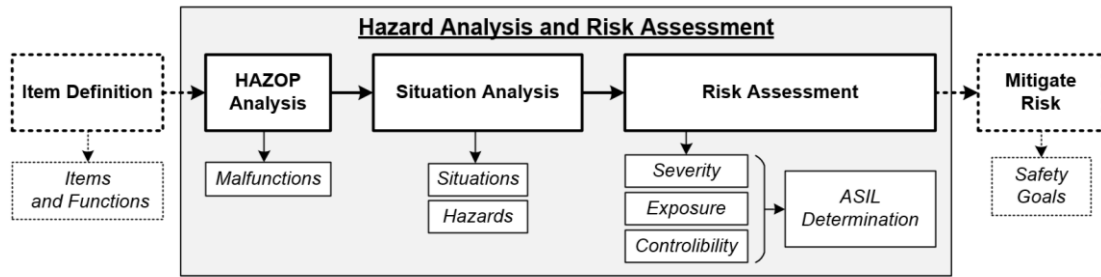 Hazard Analysis and Risk Assessment
Item Definition
HAZOP
Analysis
Situation Analysis
Risk Assessment
Mitigate
Risk
Items
and Functions
Malfunctions
Situations
Hazards
Severity
Exposure
Controlibility
ASIL
Determination
Safety
Goals